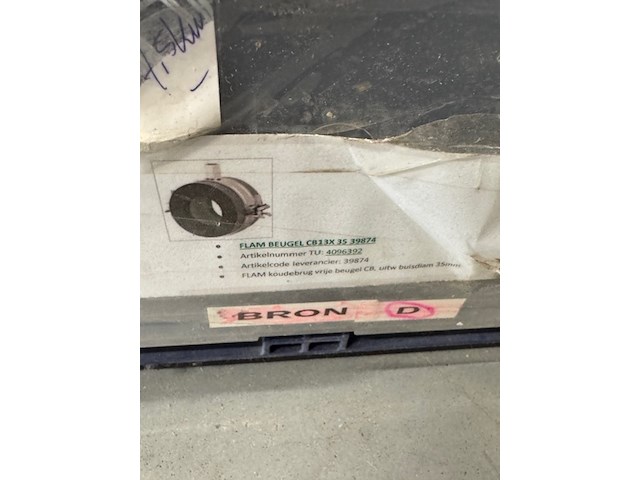 FLAM BEUGEL CB13X 35 39874
Artikelnummer TU: 4096392
Artikelcode leverancier: 39874
FLAM koudebrug vrije beugel CB, uitw buisdiam 35mm
BRON D